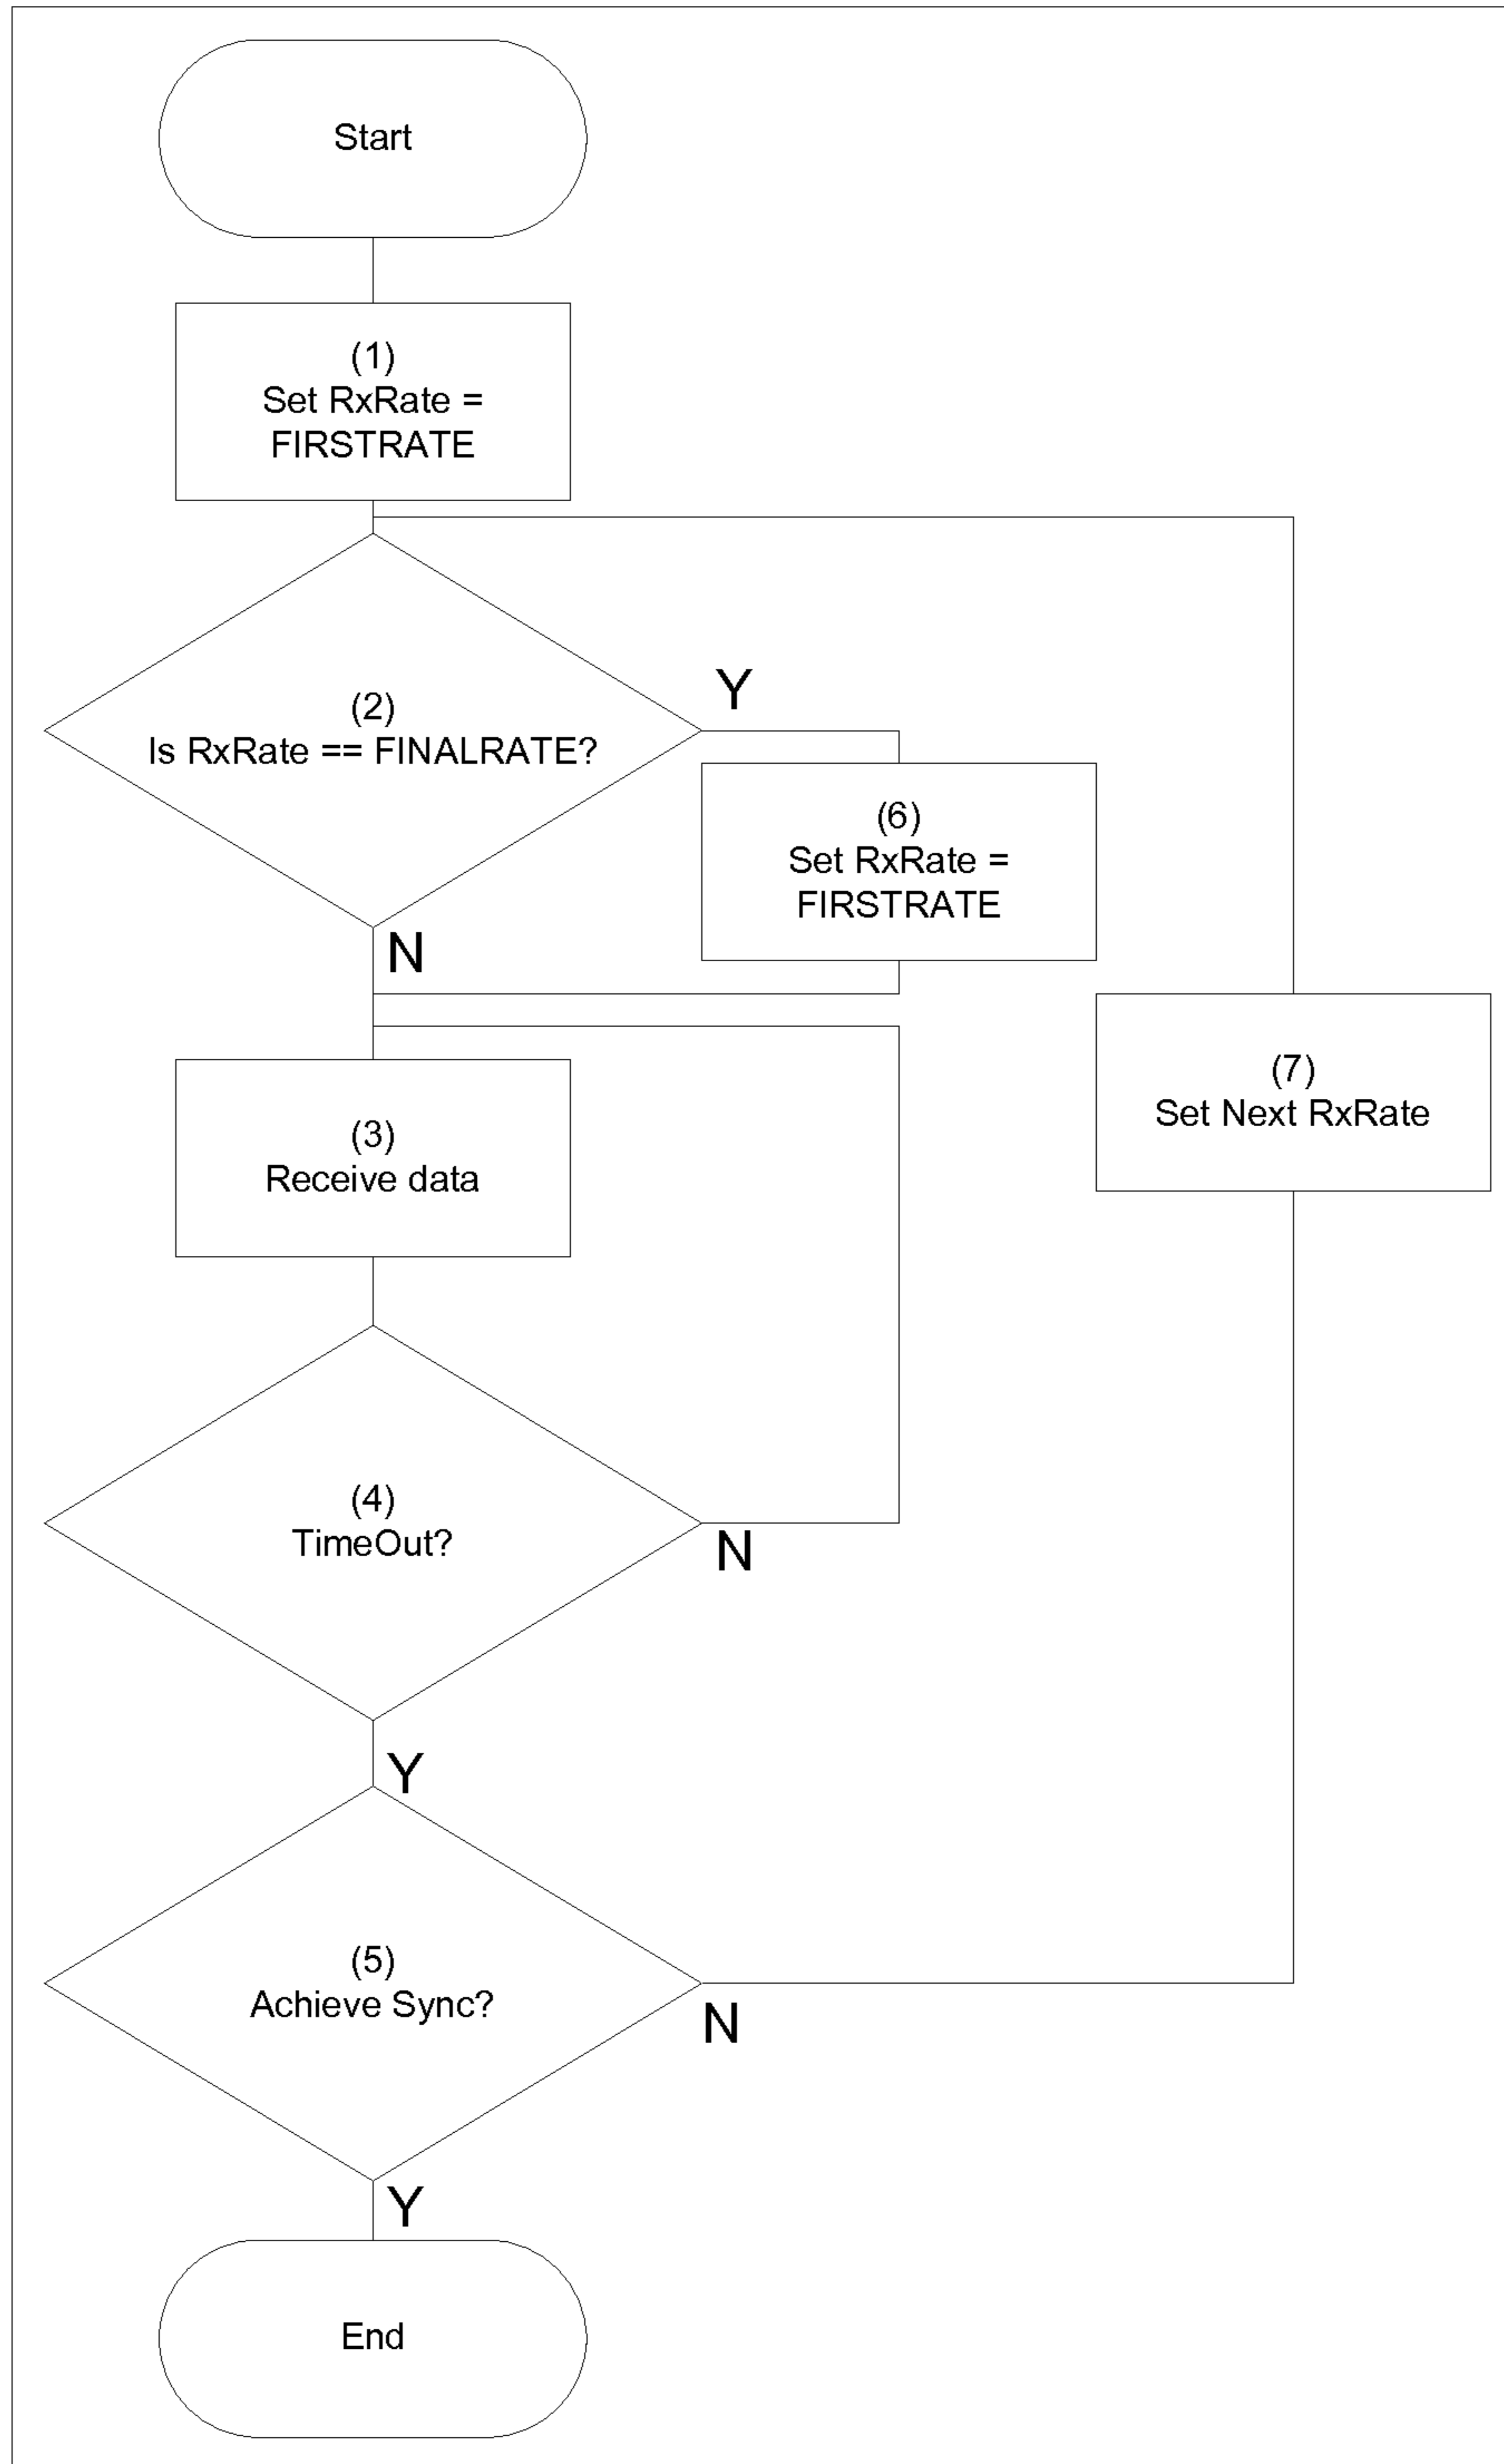 Start
(1)
Set RxRate =
FIRSTRATE
(2)
Is RxRate == FINALRATE?
Y
N
(6)
Set RxRate =
FIRSTRATE
(3)
Receive data
(7)
Set Next RxRate
(4)
TimeOut?
N
Y
(5)
Achieve Sync?
N
Y
End